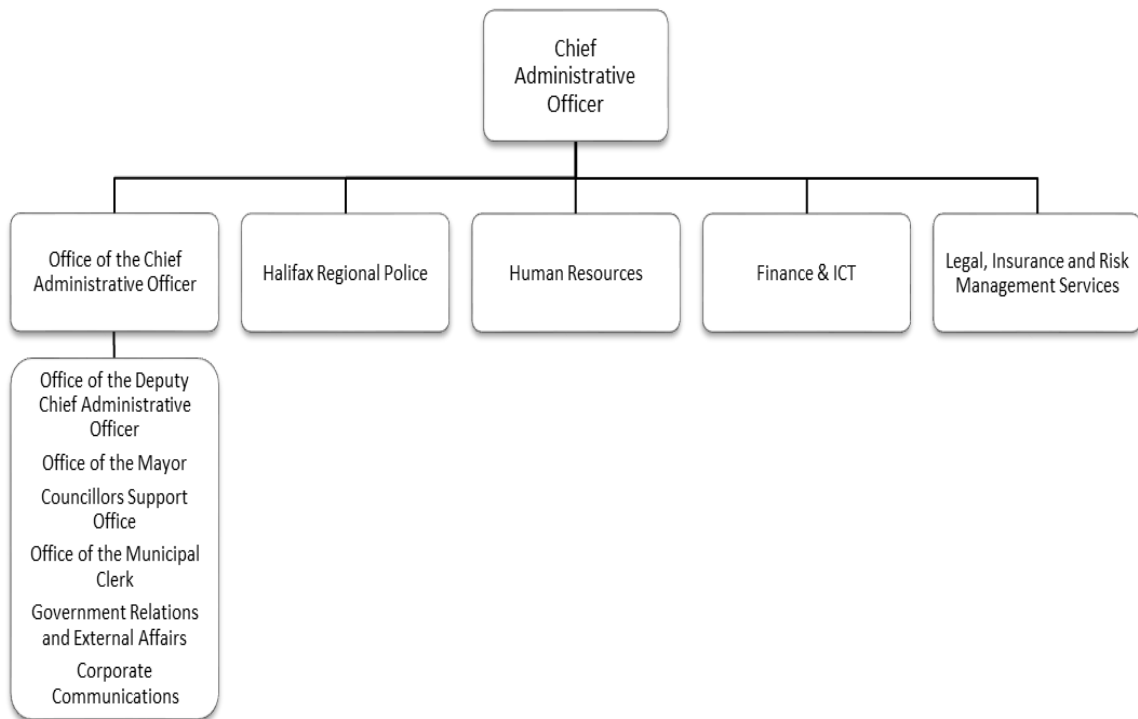 Chief
Administrative
Officer
Office of the Chief
Administrative Officer
Halifax Regional Police
Human Resources
Finance & ICT
Legal, Insurance and Risk
Management Services
Office of the Deputy
Chief Administrative
Officer
Office of the Mayor
Councillors Support
Office
Office of the Municipal
Clerk
Government Relations
and External Affairs
Corporate
Communications